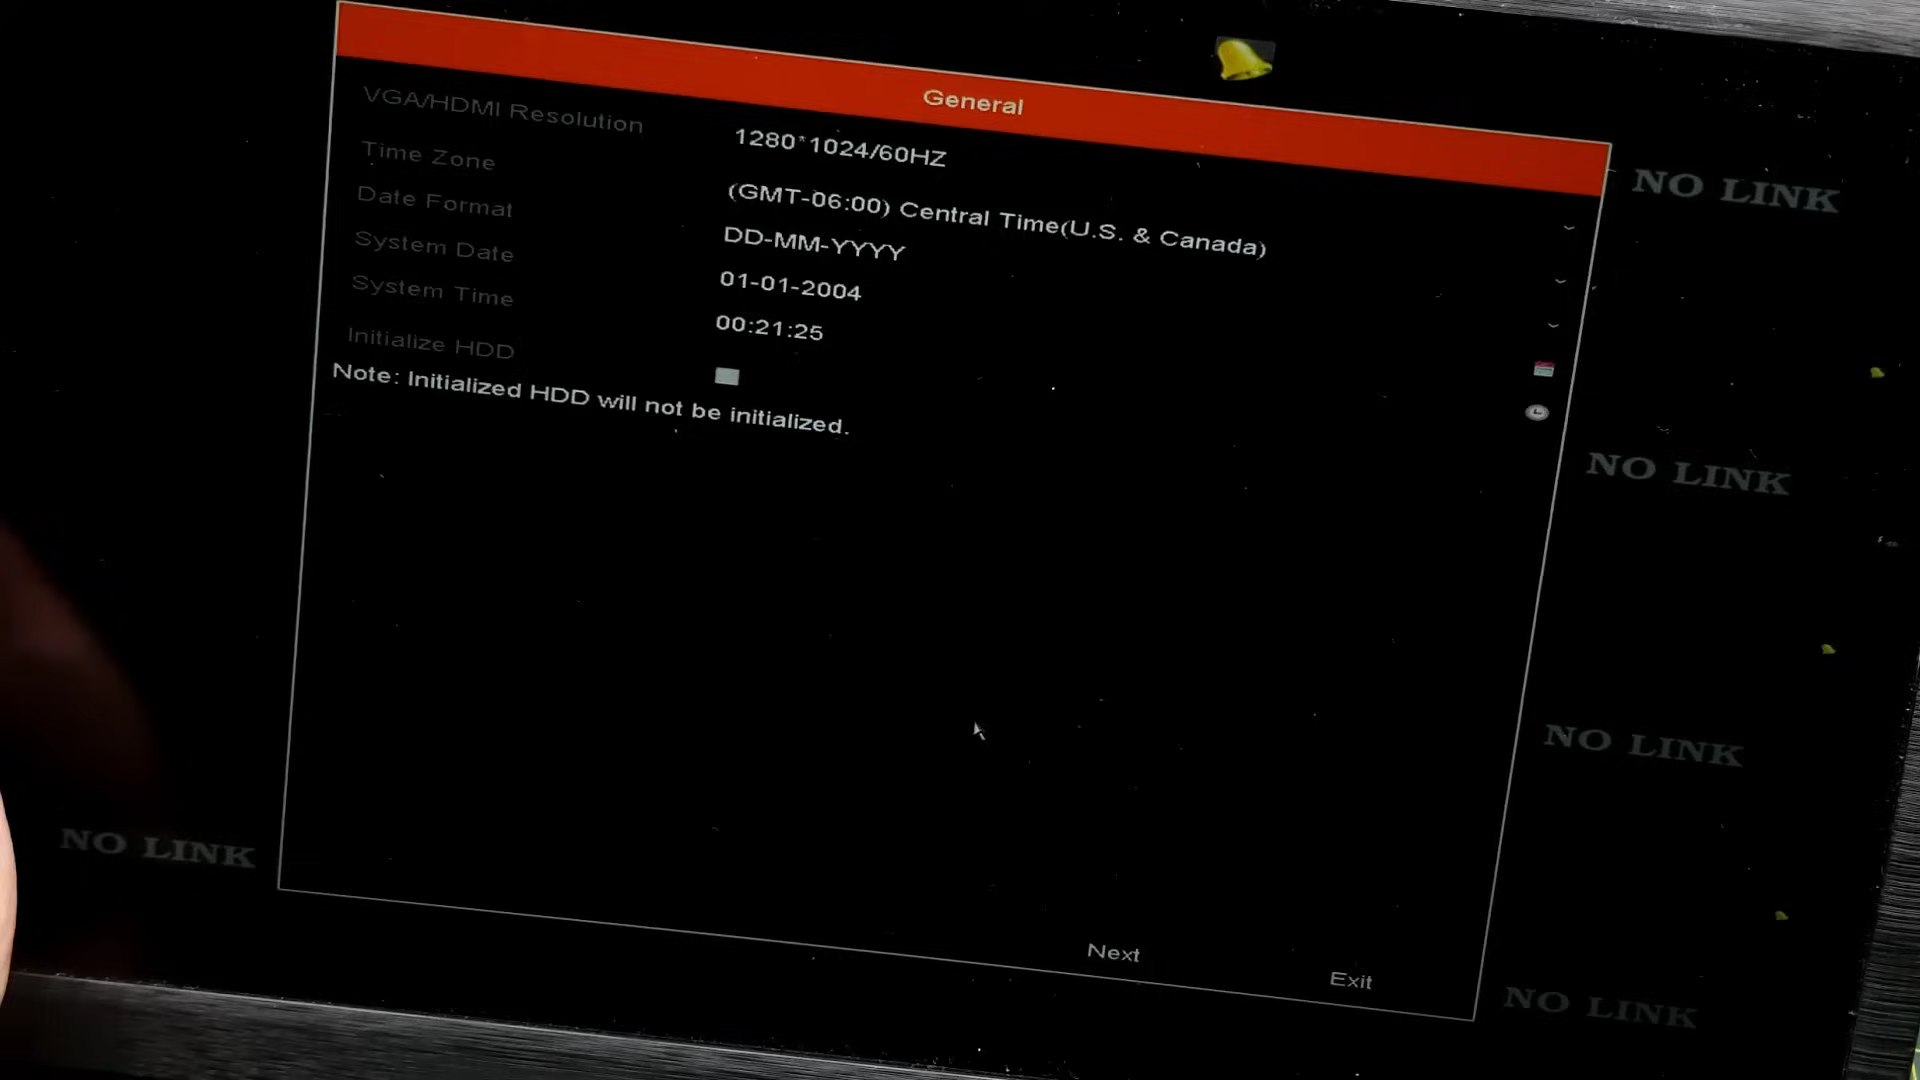 General
VGA/HDMI Resolution
1280*1024/60HZ
Time Zone
(GMT-06:00) Central Time(U.S. & Canada)
Date Format
DD-MM-YYYY
System Date
01-01-2004
System Time
00:21:25
Initialize HDD
Note: Initialized HDD will not be initialized.
Next
Exit
NO LINK
NO LINK
NO LINK
NO LINK
NO LINK